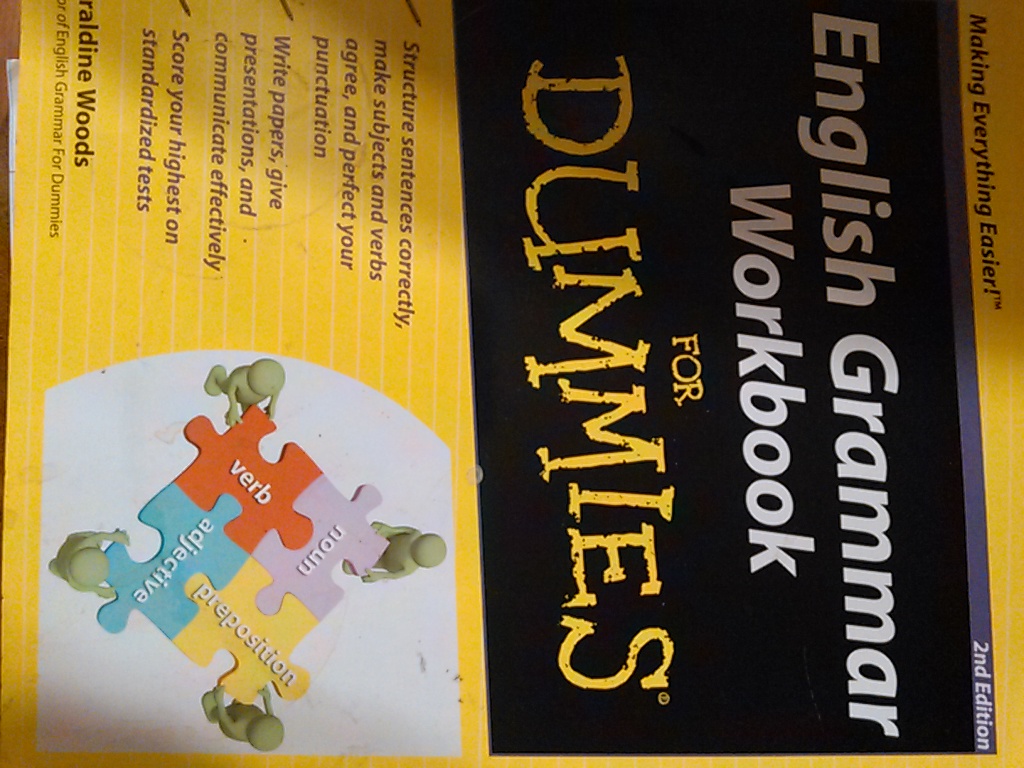 Making Everything Easier!™
2nd Edition
English Grammar
Workbook
FOR
DUMMIES®
Structure sentences correctly,
make subjects and verbs
agree, and perfect your
punctuation
Write papers, give
presentations, and
communicate effectively
Score your highest on
standardized tests
verb
noun
adjective
preposition
raldine Woods
or of English Grammar For Dummies